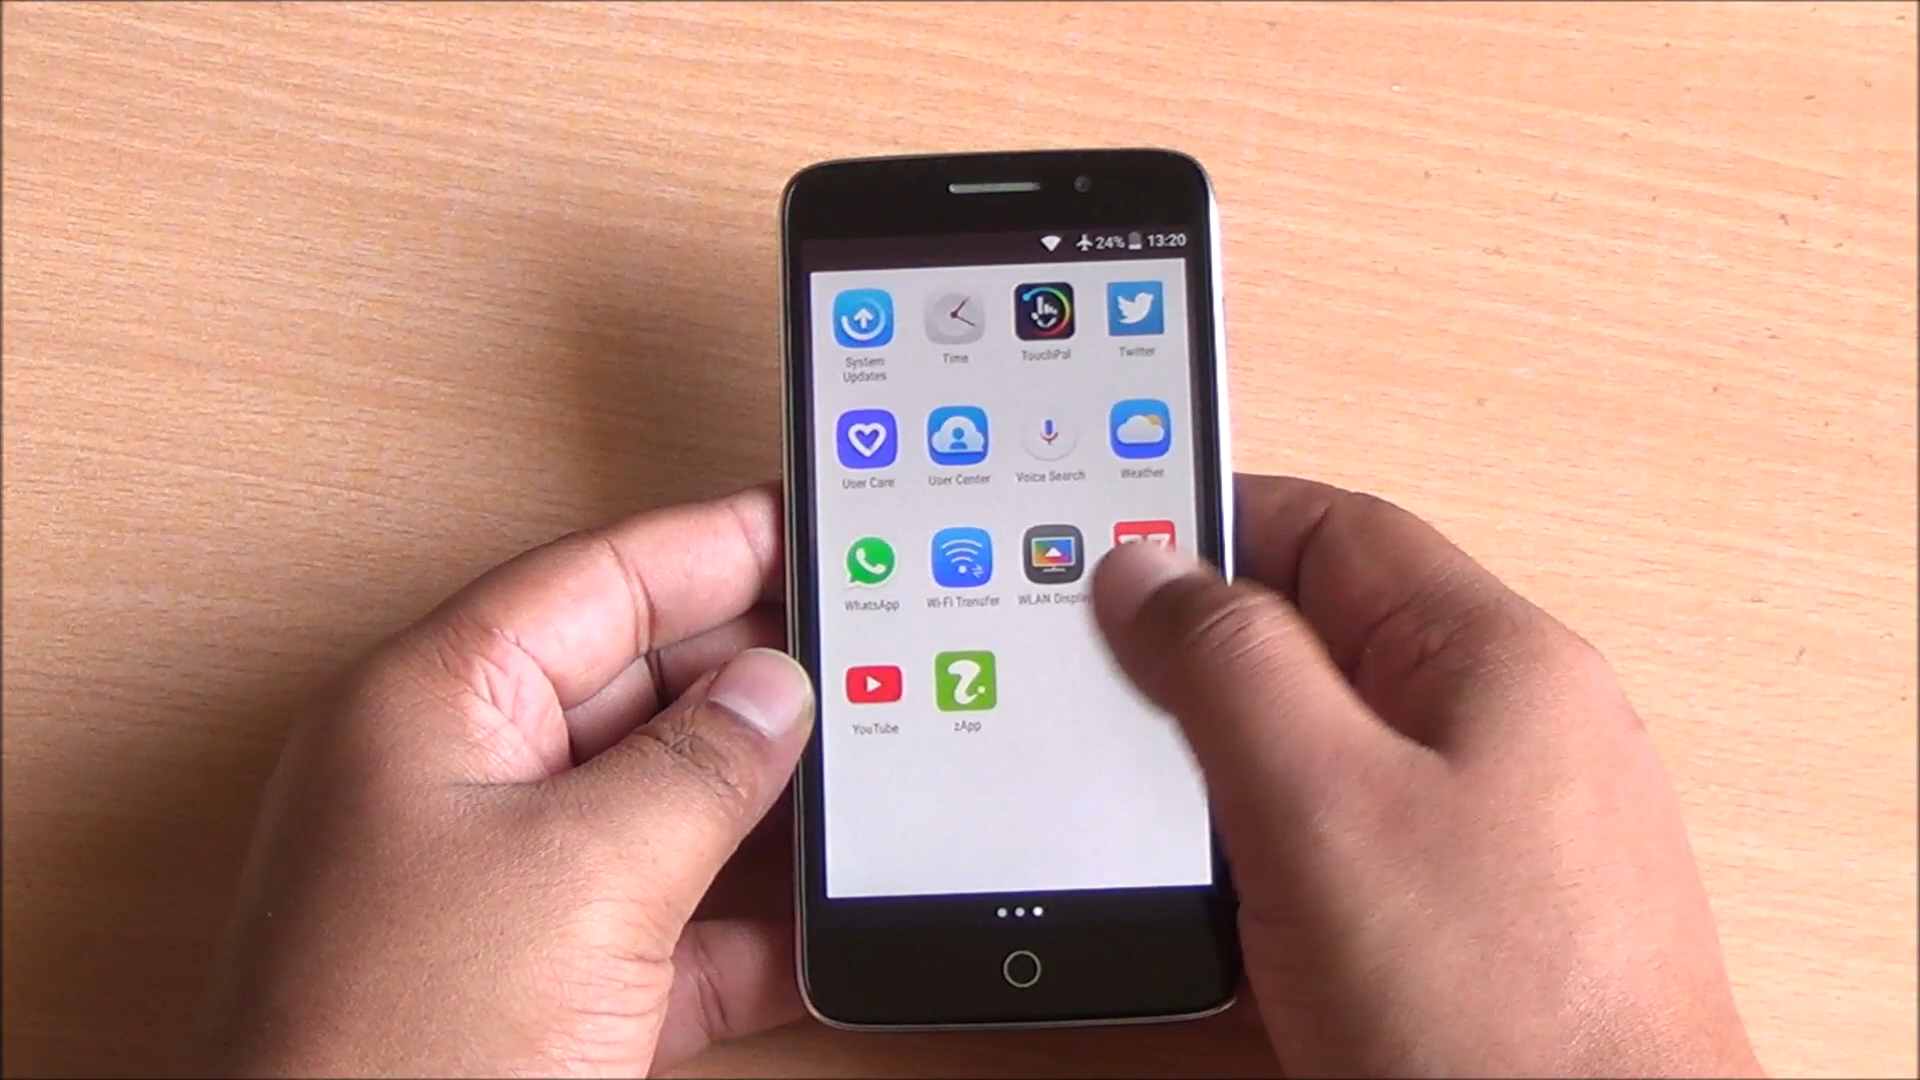 24% 13:20
System
Updates
Time
TouchPal
Twitter
User Care
User Center
Voice Search
Weather
WhatsApp
Wi-Fi Transfer
WLAN Display
YouTube
zApp